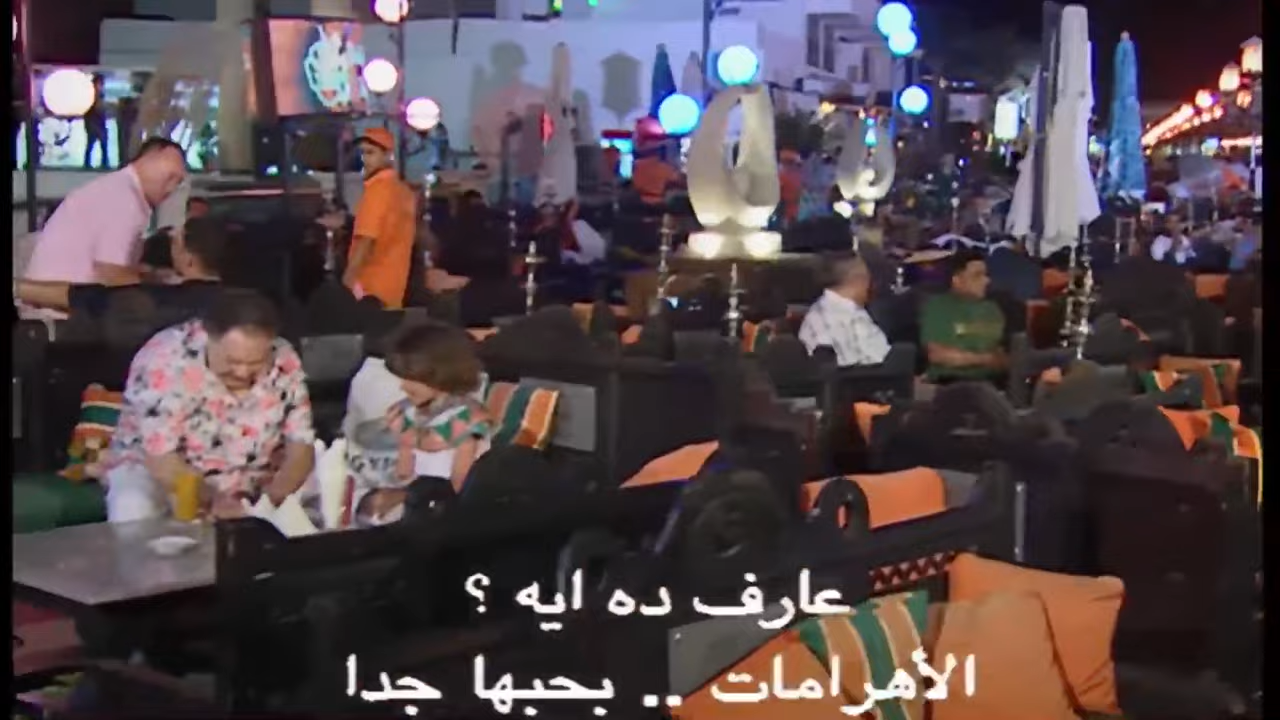 عارف ده ايه ؟
الأهرامات .. بحبها جدا